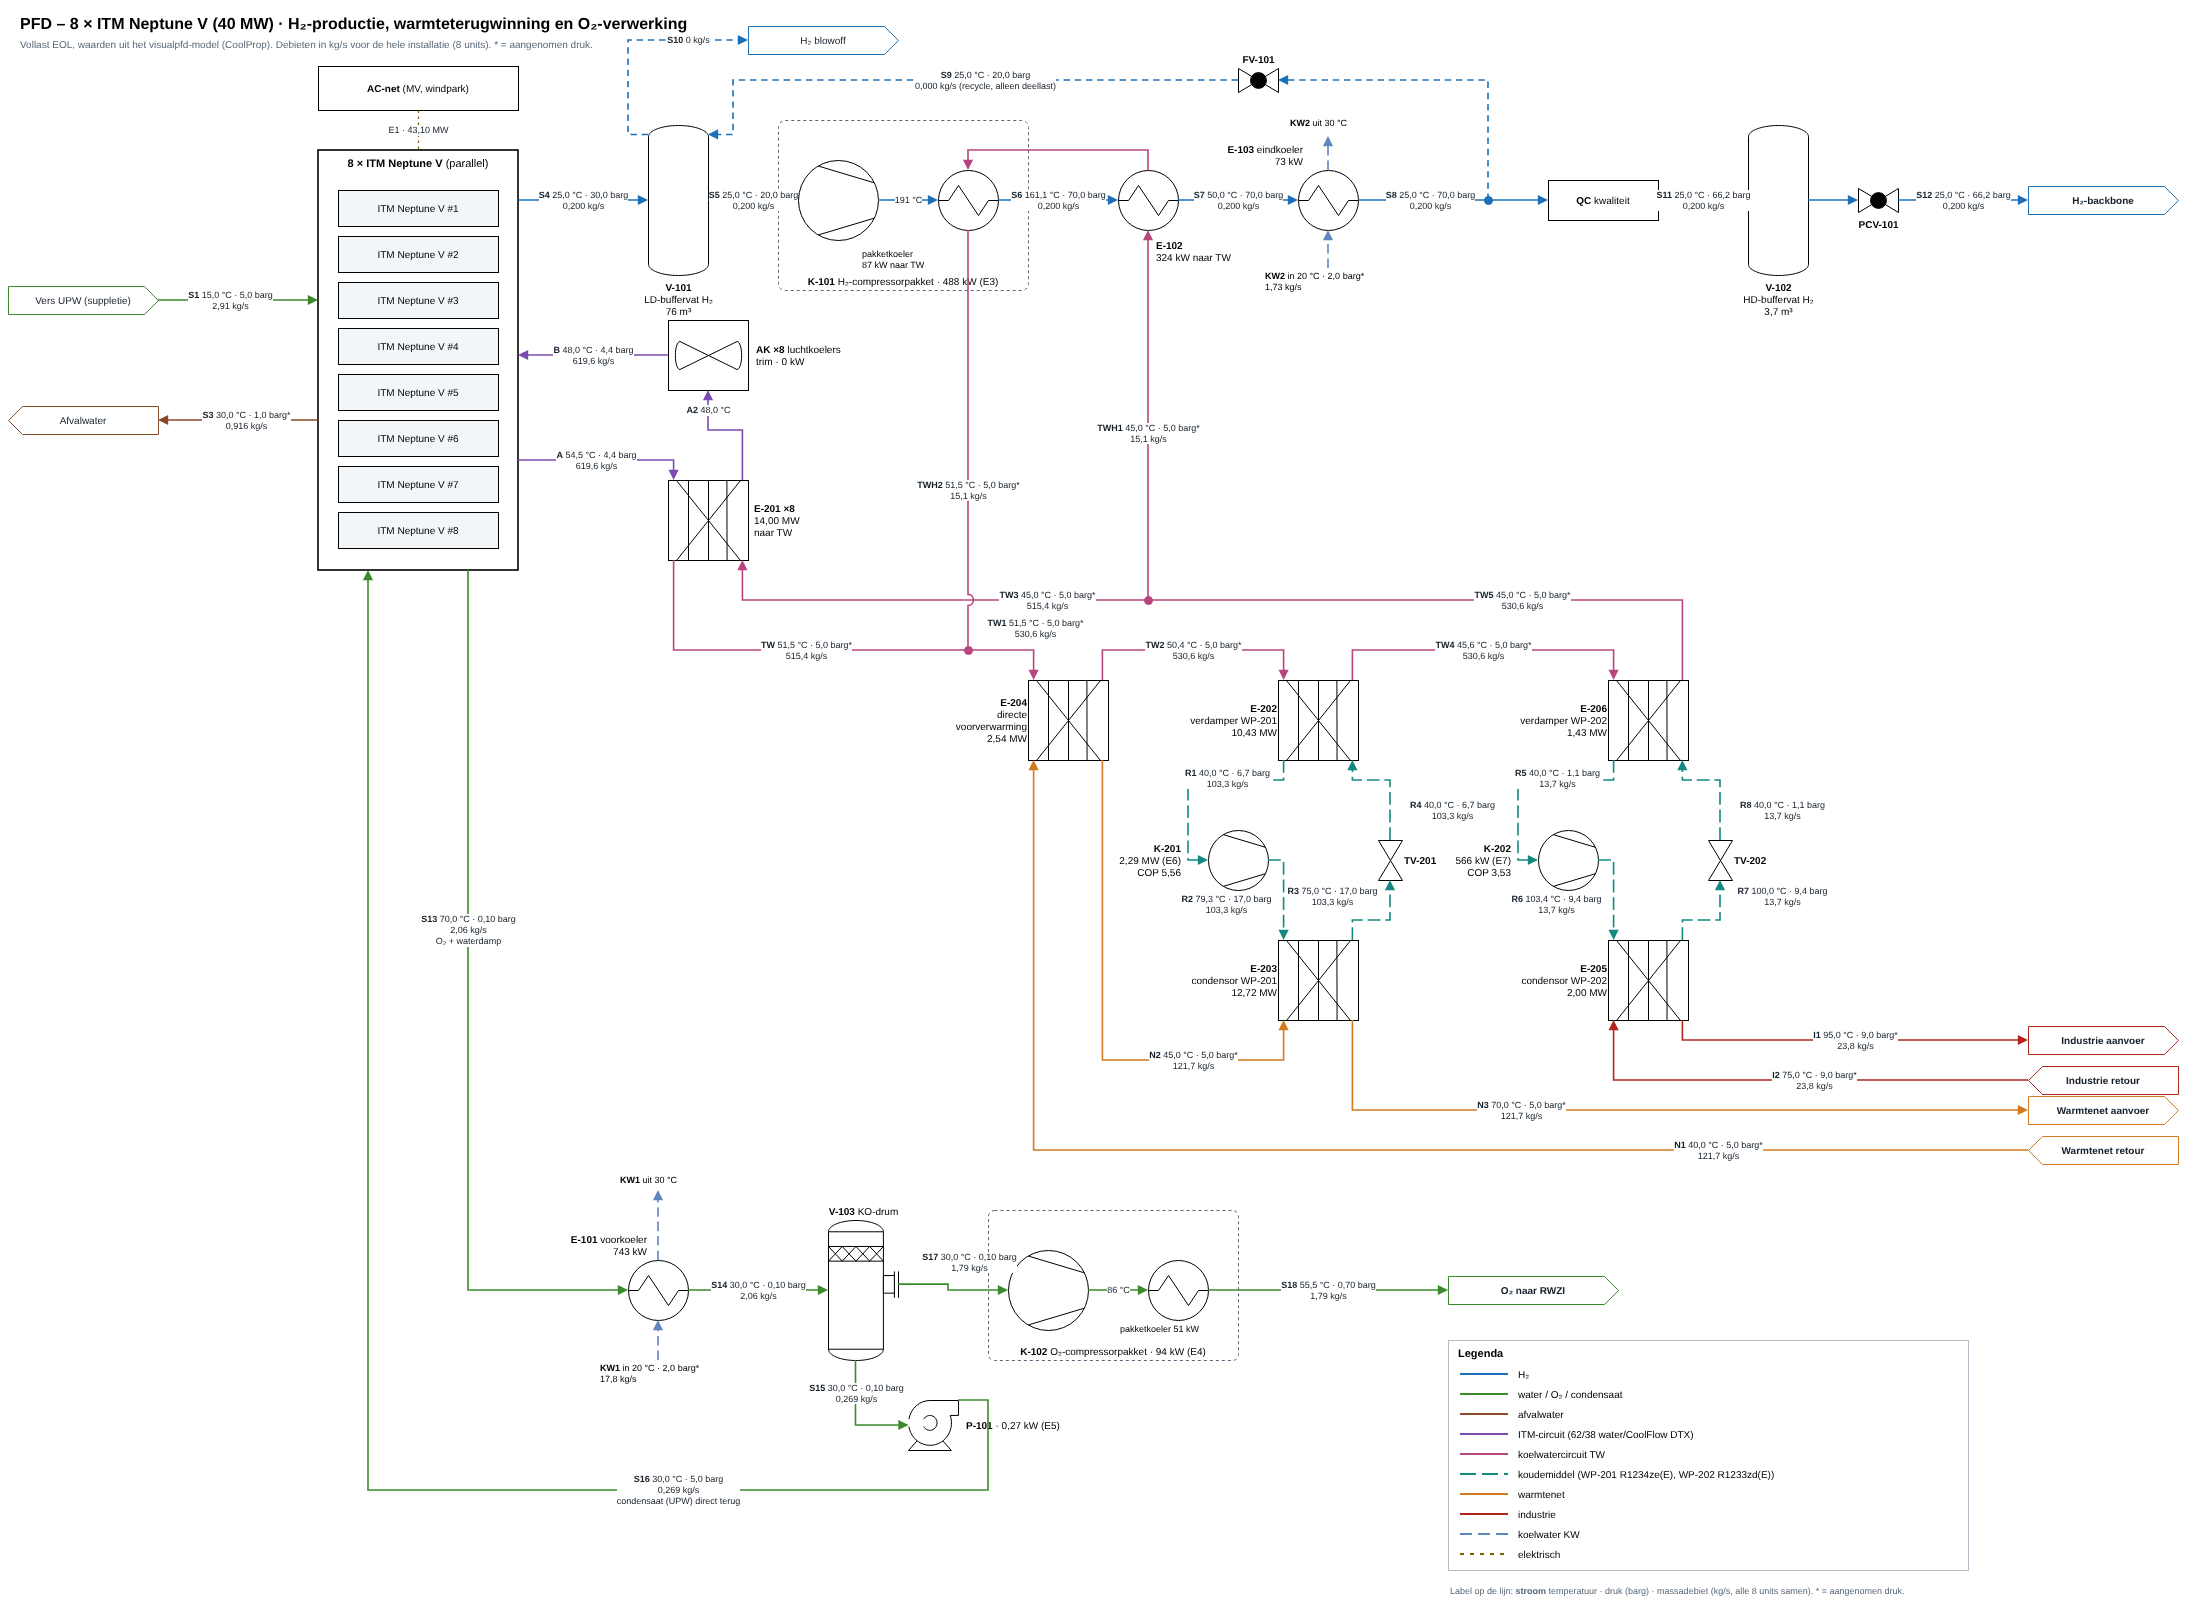 PFD – 8 × ITM Neptune V (40 MW) · H₂-productie, warmteterugwinning en O₂-verwerking
Vollast EOL, waarden uit het visualpfd-model (CoolProp). Debieten in kg/s voor de hele installatie (8 units). * = aangenomen druk.
S10 0 kg/s
H₂ blowoff
FV-101
S9 25,0 °C · 20,0 barg
0,000 kg/s (recycle, alleen deellast)
AC-net (MV, windpark)
E1 · 43,10 MW
8 × ITM Neptune V (parallel)
ITM Neptune V #1
ITM Neptune V #2
ITM Neptune V #3
ITM Neptune V #4
ITM Neptune V #5
ITM Neptune V #6
ITM Neptune V #7
ITM Neptune V #8
Vers UPW (suppletie)
S1 15,0 °C · 5,0 barg
2,91 kg/s
Afvalwater
S3 30,0 °C · 1,0 barg*
0,916 kg/s
S4 25,0 °C · 30,0 barg
0,200 kg/s
V-101
LD-buffervat H₂
76 m³
S5 25,0 °C · 20,0 barg
0,200 kg/s
191 °C
pakketkoeler
87 kW naar TW
K-101 H₂-compressorpakket · 488 kW (E3)
S6 161,1 °C · 70,0 barg
0,200 kg/s
E-102
324 kW naar TW
S7 50,0 °C · 70,0 barg
0,200 kg/s
KW2 uit 30 °C
E-103 eindkoeler
73 kW
KW2 in 20 °C · 2,0 barg*
1,73 kg/s
S8 25,0 °C · 70,0 barg
0,200 kg/s
QC kwaliteit
S11 25,0 °C · 66,2 barg
0,200 kg/s
V-102
HD-buffervat H₂
3,7 m³
PCV-101
S12 25,0 °C · 66,2 barg
0,200 kg/s
H₂-backbone
B 48,0 °C · 4,4 barg
619,6 kg/s
AK ×8 luchtkoelers
trim · 0 kW
A2 48,0 °C
A 54,5 °C · 4,4 barg
619,6 kg/s
E-201 ×8
14,00 MW
naar TW
TWH1 45,0 °C · 5,0 barg*
15,1 kg/s
TWH2 51,5 °C · 5,0 barg*
15,1 kg/s
TW3 45,0 °C · 5,0 barg*
515,4 kg/s
TW5 45,0 °C · 5,0 barg*
530,6 kg/s
TW1 51,5 °C · 5,0 barg*
530,6 kg/s
TW 51,5 °C · 5,0 barg*
515,4 kg/s
TW2 50,4 °C · 5,0 barg*
530,6 kg/s
TW4 45,6 °C · 5,0 barg*
530,6 kg/s
E-204
directe
voorverwarming
2,54 MW
E-202
verdamper WP-201
10,43 MW
E-206
verdamper WP-202
1,43 MW
R1 40,0 °C · 6,7 barg
103,3 kg/s
R4 40,0 °C · 6,7 barg
103,3 kg/s
R5 40,0 °C · 1,1 barg
13,7 kg/s
R8 40,0 °C · 1,1 barg
13,7 kg/s
K-201
2,29 MW (E6)
COP 5,56
TV-201
K-202
566 kW (E7)
COP 3,53
TV-202
R2 79,3 °C · 17,0 barg
103,3 kg/s
R3 75,0 °C · 17,0 barg
103,3 kg/s
R6 103,4 °C · 9,4 barg
13,7 kg/s
R7 100,0 °C · 9,4 barg
13,7 kg/s
E-203
condensor WP-201
12,72 MW
E-205
condensor WP-202
2,00 MW
N2 45,0 °C · 5,0 barg*
121,7 kg/s
I1 95,0 °C · 9,0 barg*
23,8 kg/s
Industrie aanvoer
I2 75,0 °C · 9,0 barg*
23,8 kg/s
Industrie retour
N3 70,0 °C · 5,0 barg*
121,7 kg/s
Warmtenet aanvoer
N1 40,0 °C · 5,0 barg*
121,7 kg/s
Warmtenet retour
S13 70,0 °C · 0,10 barg
2,06 kg/s
O₂ + waterdamp
KW1 uit 30 °C
E-101 voorkoeler
743 kW
KW1 in 20 °C · 2,0 barg*
17,8 kg/s
S14 30,0 °C · 0,10 barg
2,06 kg/s
V-103 KO-drum
S17 30,0 °C · 0,10 barg
1,79 kg/s
86 °C
pakketkoeler 51 kW
K-102 O₂-compressorpakket · 94 kW (E4)
S18 55,5 °C · 0,70 barg
1,79 kg/s
O₂ naar RWZI
S15 30,0 °C · 0,10 barg
0,269 kg/s
P-101 · 0,27 kW (E5)
S16 30,0 °C · 5,0 barg
0,269 kg/s
condensaat (UPW) direct terug
Legenda
H₂
water / O₂ / condensaat
afvalwater
ITM-circuit (62/38 water/CoolFlow DTX)
koelwatercircuit TW
koudemiddel (WP-201 R1234ze(E), WP-202 R1233zd(E))
warmtenet
industrie
koelwater KW
elektrisch
Label op de lijn: stroom temperatuur · druk (barg) · massadebiet (kg/s, alle 8 units samen). * = aangenomen druk.